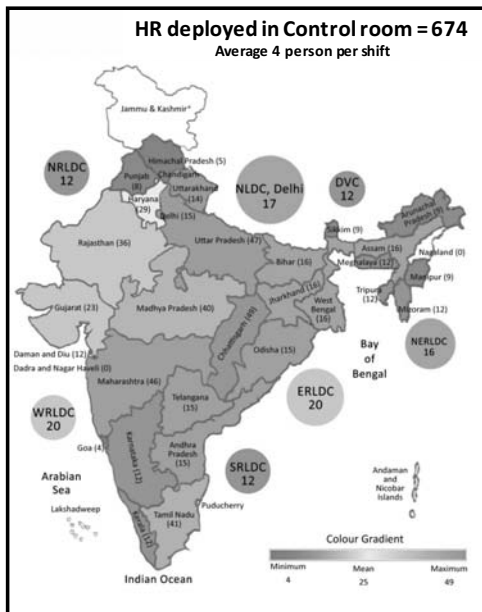 HR deployed in Control room = 674
Average 4 person per shift
Jammu & Kashmir*
Himachal Pradesh (5)
NRLDC
12
Punjab
(8)
Chandigarh
Uttarakhand
(14)
Haryana
(29)
Delhi (15)
NLDC, Delhi
17
DVC
12
Arunachal
Pradesh (9)
Sikkim (9)
Rajasthan (36)
Uttar Pradesh (47)
Assam (16)
Nagaland (0)
Bihar (16)
Meghalaya (12)
Manipur (9)
Tripura
(12)
Mizoram (12)
Gujarat (23)
Madhya Pradesh (40)
Jharkhand (16)
West
Bengal
(16)
Chhattisgarh (49)
NERLDC
16
Daman and Diu (12)
Dadra and Nagar Haveli (0)
Odisha (15)
Bay
of
Bengal
Maharashtra (46)
Telangana
(15)
ERLDC
20
WRLDC
20
Goa (4)
Andhra
Pradesh
(15)
Karnataka (12)
SRLDC
12
Arabian
Sea
Lakshadweep
Puducherry
Andaman
and
Nicobar
Islands
Kerala (12)
Tamil Nadu
(41)
Colour Gradient
Indian Ocean
Minimum
4
Mean
25
Maximum
49